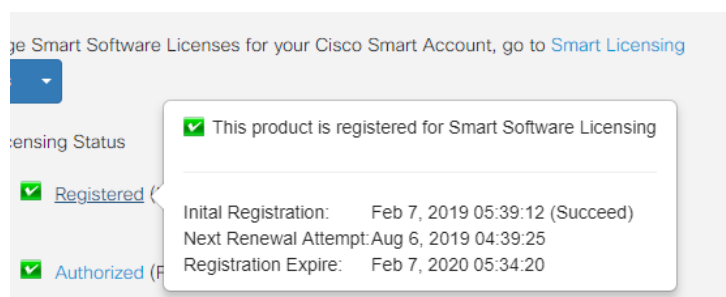 ge Smart Software Licenses for your Cisco Smart Account, go to Smart Licensing
This product is registered for Smart Software Licensing
ensing Status
Registered (
Inital Registration: Feb 7, 2019 05:39:12 (Succeed)
Next Renewal Attempt:Aug 6, 2019 04:39:25
Registration Expire: Feb 7, 2020 05:34:20
Authorized (